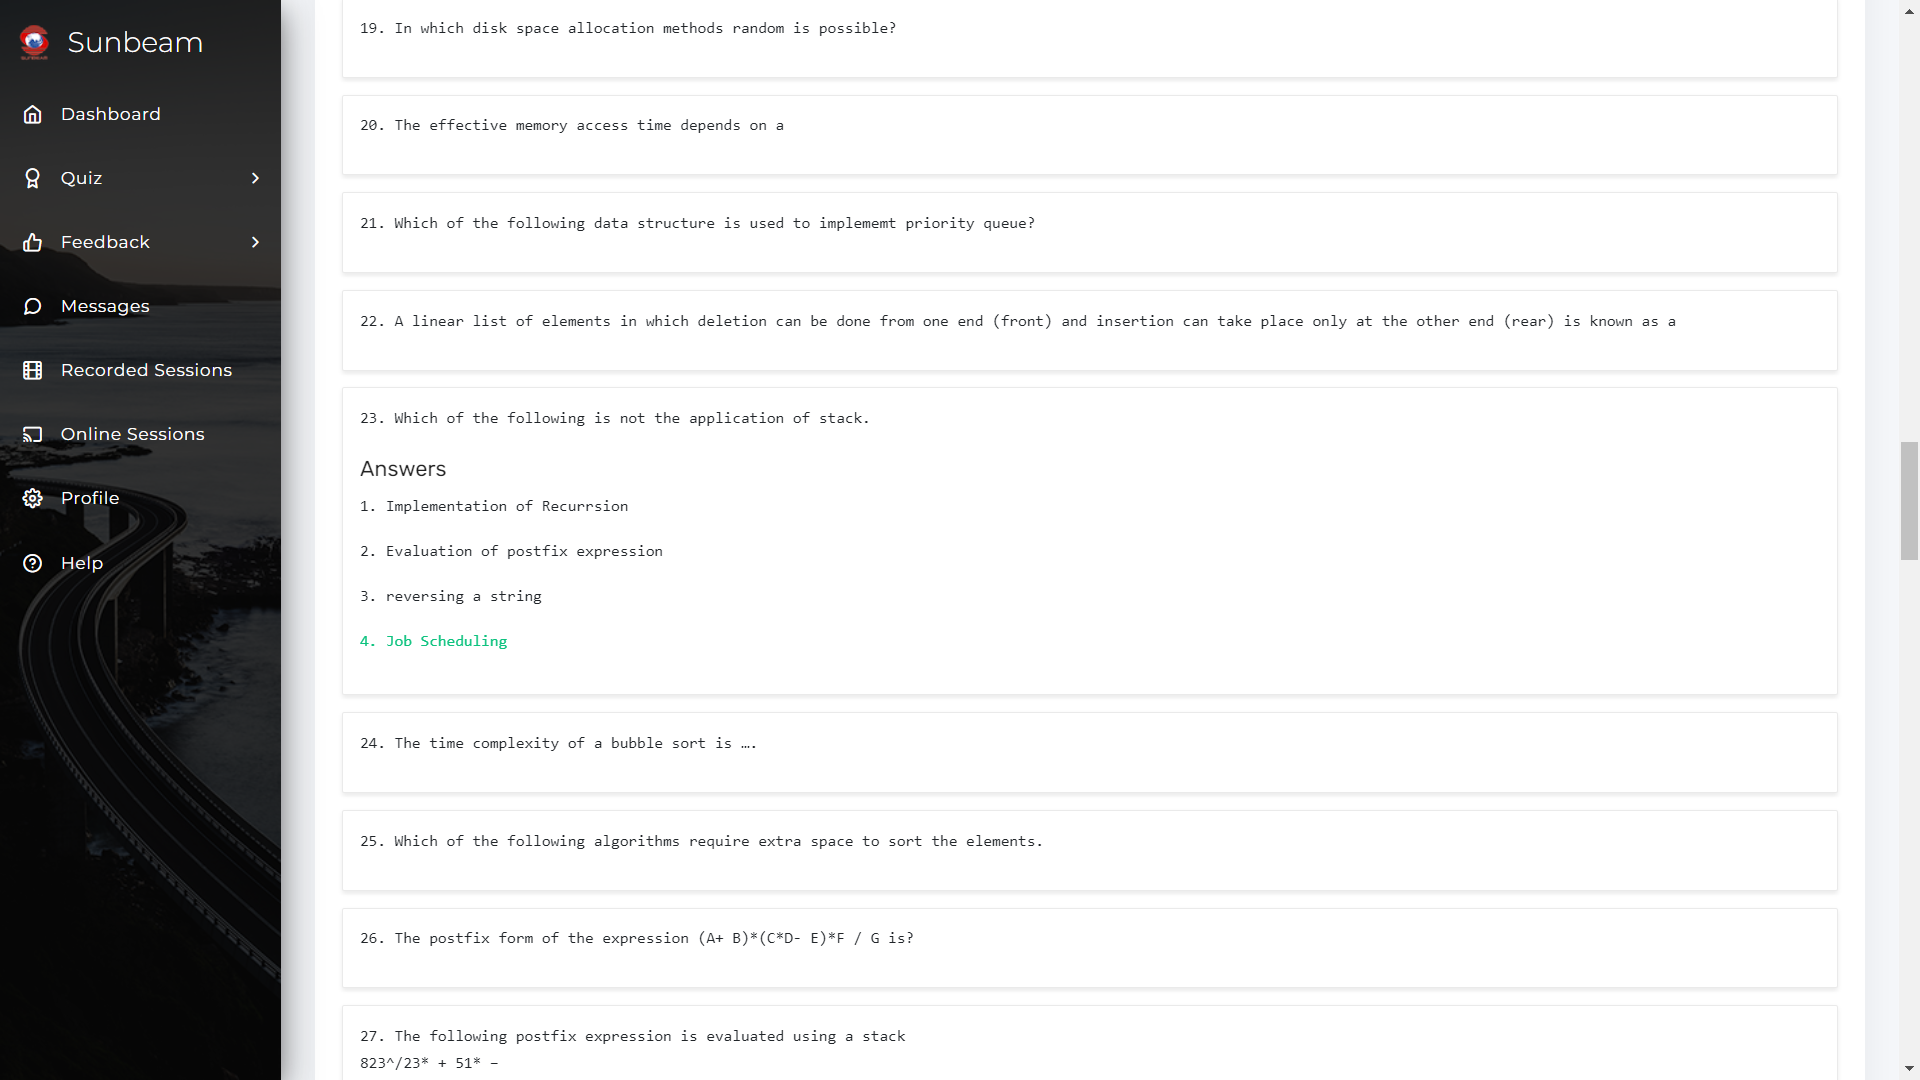 Sunbeam
Dashboard
Quiz
Feedback
Messages
Recorded Sessions
Online Sessions
Profile
Help
19. In which disk space allocation methods random is possible?
20. The effective memory access time depends on a
21. Which of the following data structure is used to implememt priority queue?
22. A linear list of elements in which deletion can be done from one end (front) and insertion can take place only at the other end (rear) is known as a
23. Which of the following is not the application of stack.
Answers
1. Implementation of Recurrsion
2. Evaluation of postfix expression
3. reversing a string
4. Job Scheduling
24. The time complexity of a bubble sort is ….
25. Which of the following algorithms require extra space to sort the elements.
26. The postfix form of the expression (A+ B)*(C*D- E)*F / G is?
27. The following postfix expression is evaluated using a stack
823^/23* + 51* –